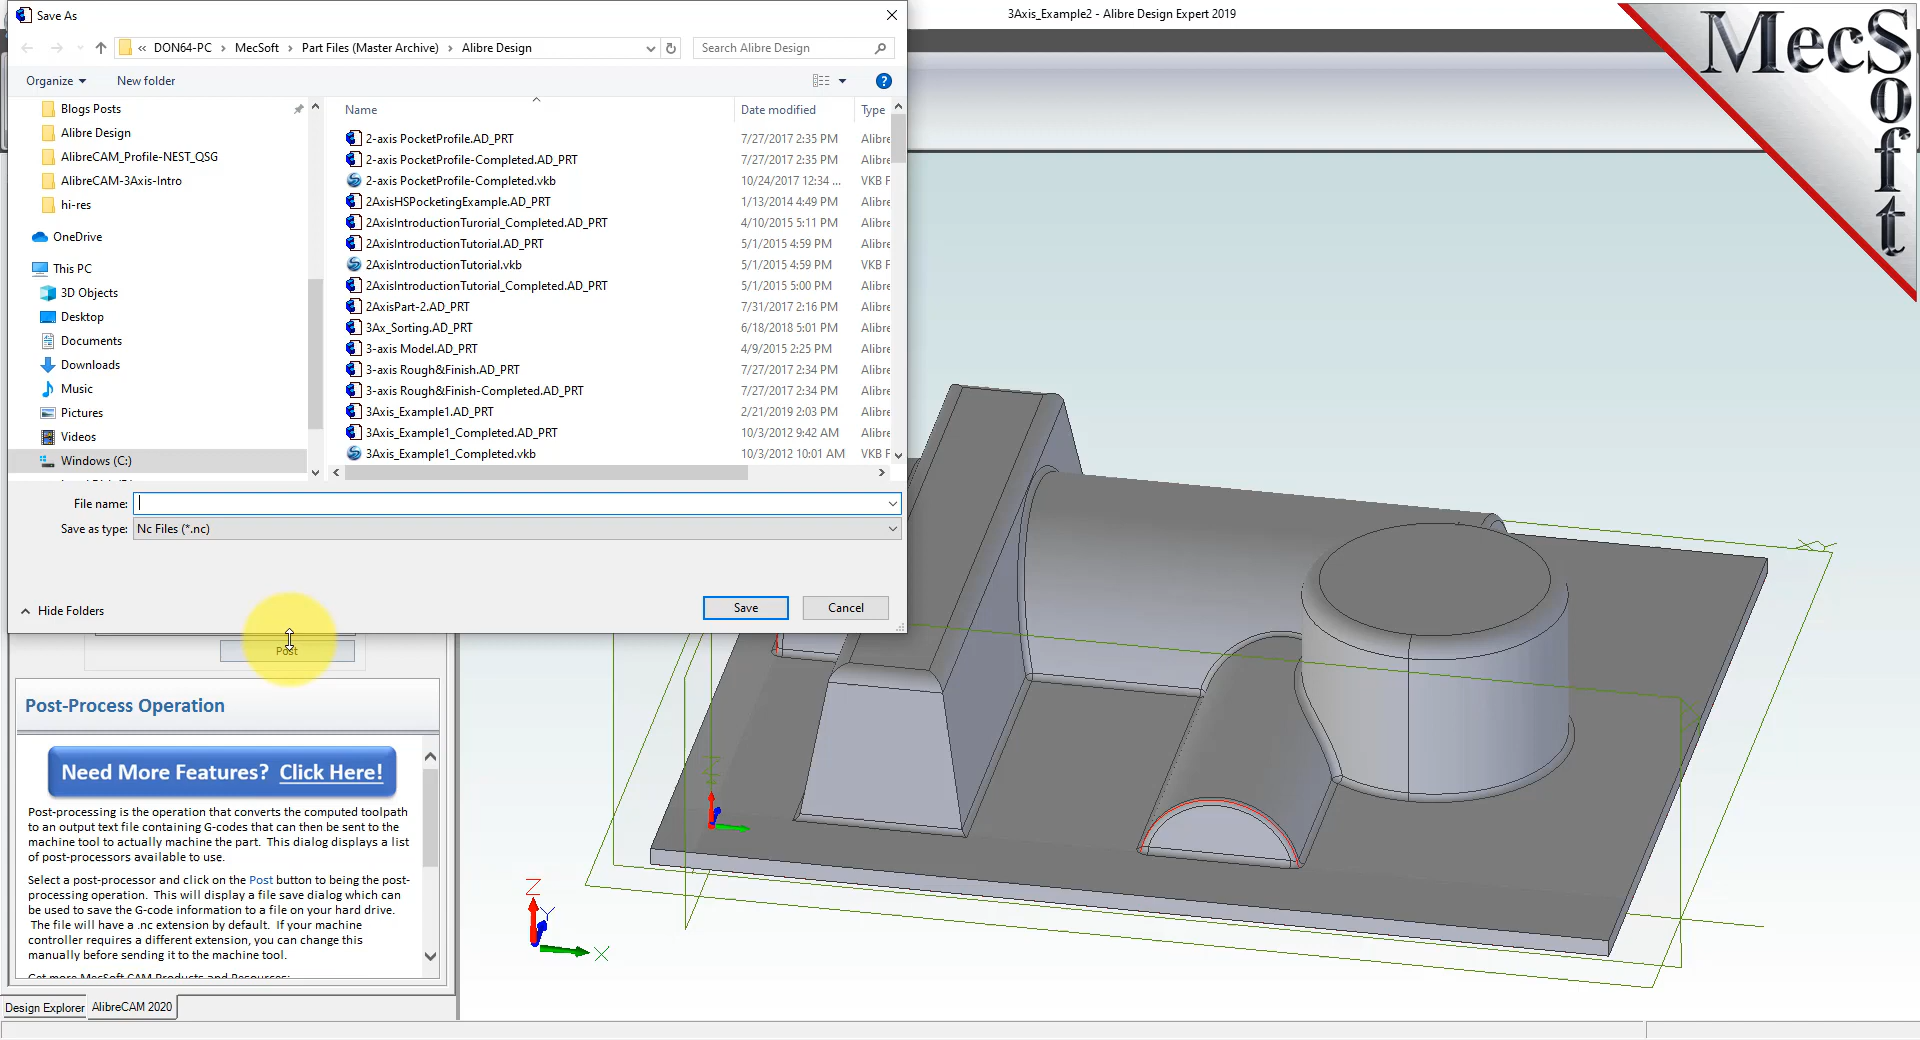 Save As
3Axis_Example2 - Alibre Design Expert 2019
MecSoft
« DON64-PC > MecSoft > Part Files (Master Archive) > Alibre Design
Search Alibre Design
Organize
New folder
Blogs Posts
Alibre Design
AlibreCAM_Profile-NEST_QSG
AlibreCAM-3Axis-Intro
hi-res
OneDrive
This PC
3D Objects
Desktop
Documents
Downloads
Music
Pictures
Videos
Windows (C:)
Name Date modified Type
2-axis PocketProfile.AD_PRT 7/27/2017 2:35 PM Alibre
2-axis PocketProfile-Completed.AD_PRT 7/27/2017 2:35 PM Alibre
2-axis PocketProfile-Completed.vkb 10/24/2017 12:34 ... VKB F
2AxisHSPocketingExample.AD_PRT 1/13/2014 4:49 PM Alibre
2AxisIntroductionTurorial_Completed.AD_PRT 4/10/2015 5:11 PM Alibre
2AxisIntroductionTutorial.AD_PRT 5/1/2015 4:59 PM Alibre
2AxisIntroductionTutorial.vkb 5/1/2015 4:59 PM VKB F
2AxisIntroductionTutorial_Completed.AD_PRT 5/1/2015 5:00 PM Alibre
2AxisPart-2.AD_PRT 7/31/2017 2:16 PM Alibre
3Ax_Sorting.AD_PRT 6/18/2018 5:01 PM Alibre
3-axis Model.AD_PRT 4/9/2015 2:25 PM Alibre
3-axis Rough&Finish.AD_PRT 7/27/2017 2:34 PM Alibre
3-axis Rough&Finish-Completed.AD_PRT 7/27/2017 2:34 PM Alibre
3Axis_Example1.AD_PRT 2/21/2019 2:03 PM Alibre
3Axis_Example1_Completed.AD_PRT 10/3/2012 9:42 AM Alibre
3Axis_Example1_Completed.vkb 10/3/2012 10:01 AM VKB F
File name:
Save as type: Nc Files (*.nc)
Hide Folders
Save
Cancel
Post
Post-Process Operation
Need More Features? Click Here!
Post-processing is the operation that converts the computed toolpath
to an output text file containing G-codes that can then be sent to the
machine tool to actually machine the part. This dialog displays a list
of post-processors available to use.
Select a post-processor and click on the Post button to being the post-
processing operation. This will display a file save dialog which can
be used to save the G-code information to a file on your hard drive.
The file will have a .nc extension by default. If your machine
controller requires a different extension, you can change this
manually before sending it to the machine tool.
Get more MecSoft CAM Products and Resources:
Z
Y
X
Design Explorer
AlibreCAM 2020